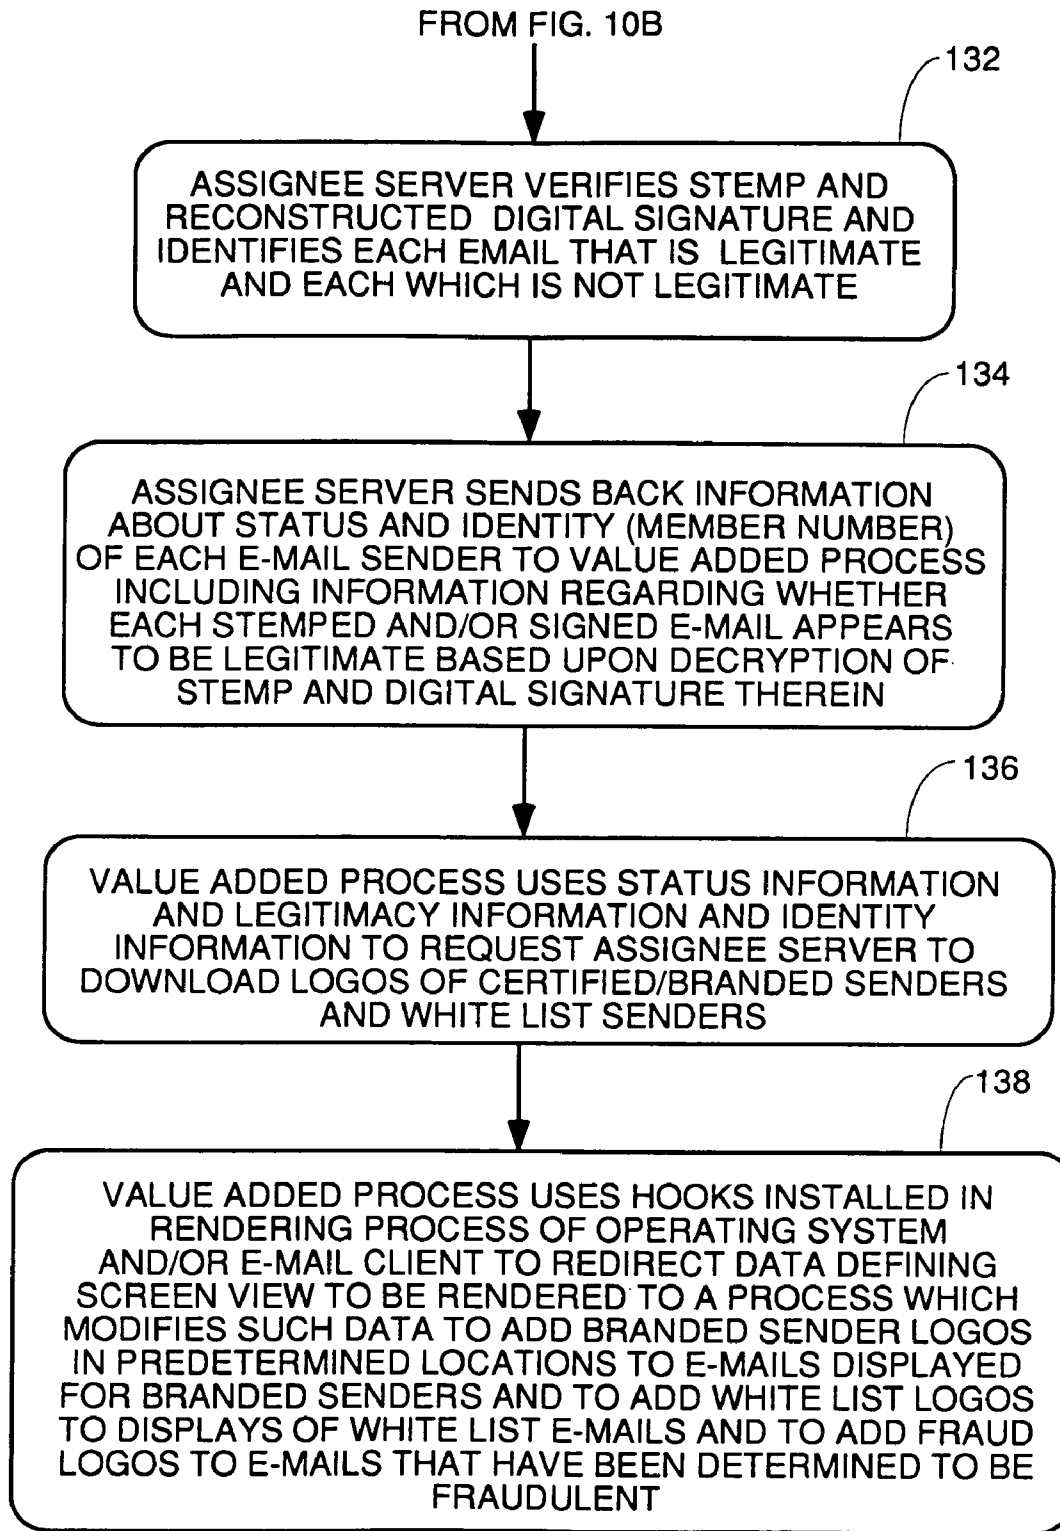 FROM FIG. 10B
132
ASSIGNEE SERVER VERIFIES STEMP AND
RECONSTRUCTED DIGITAL SIGNATURE AND
IDENTIFIES EACH EMAIL THAT IS LEGITIMATE
AND EACH WHICH IS NOT LEGITIMATE
134
ASSIGNEE SERVER SENDS BACK INFORMATION
ABOUT STATUS AND IDENTITY (MEMBER NUMBER)
OF EACH E-MAIL SENDER TO VALUE ADDED PROCESS
INCLUDING INFORMATION REGARDING WHETHER
EACH STEMPED AND/OR SIGNED E-MAIL APPEARS
TO BE LEGITIMATE BASED UPON DECRYPTION OF
STEMP AND DIGITAL SIGNATURE THEREIN
136
VALUE ADDED PROCESS USES STATUS INFORMATION
AND LEGITIMACY INFORMATION AND IDENTITY
INFORMATION TO REQUEST ASSIGNEE SERVER TO
DOWNLOAD LOGOS OF CERTIFIED/BRANDED SENDERS
AND WHITE LIST SENDERS
138
VALUE ADDED PROCESS USES HOOKS INSTALLED IN
RENDERING PROCESS OF OPERATING SYSTEM
AND/OR E-MAIL CLIENT TO REDIRECT DATA DEFINING
SCREEN VIEW TO BE RENDERED TO A PROCESS WHICH
MODIFIES SUCH DATA TO ADD BRANDED SENDER LOGOS
IN PREDETERMINED LOCATIONS TO E-MAILS DISPLAYED
FOR BRANDED SENDERS AND TO ADD WHITE LIST LOGOS
TO DISPLAYS OF WHITE LIST E-MAILS AND TO ADD FRAUD
LOGOS TO E-MAILS THAT HAVE BEEN DETERMINED TO BE
FRAUDULENT